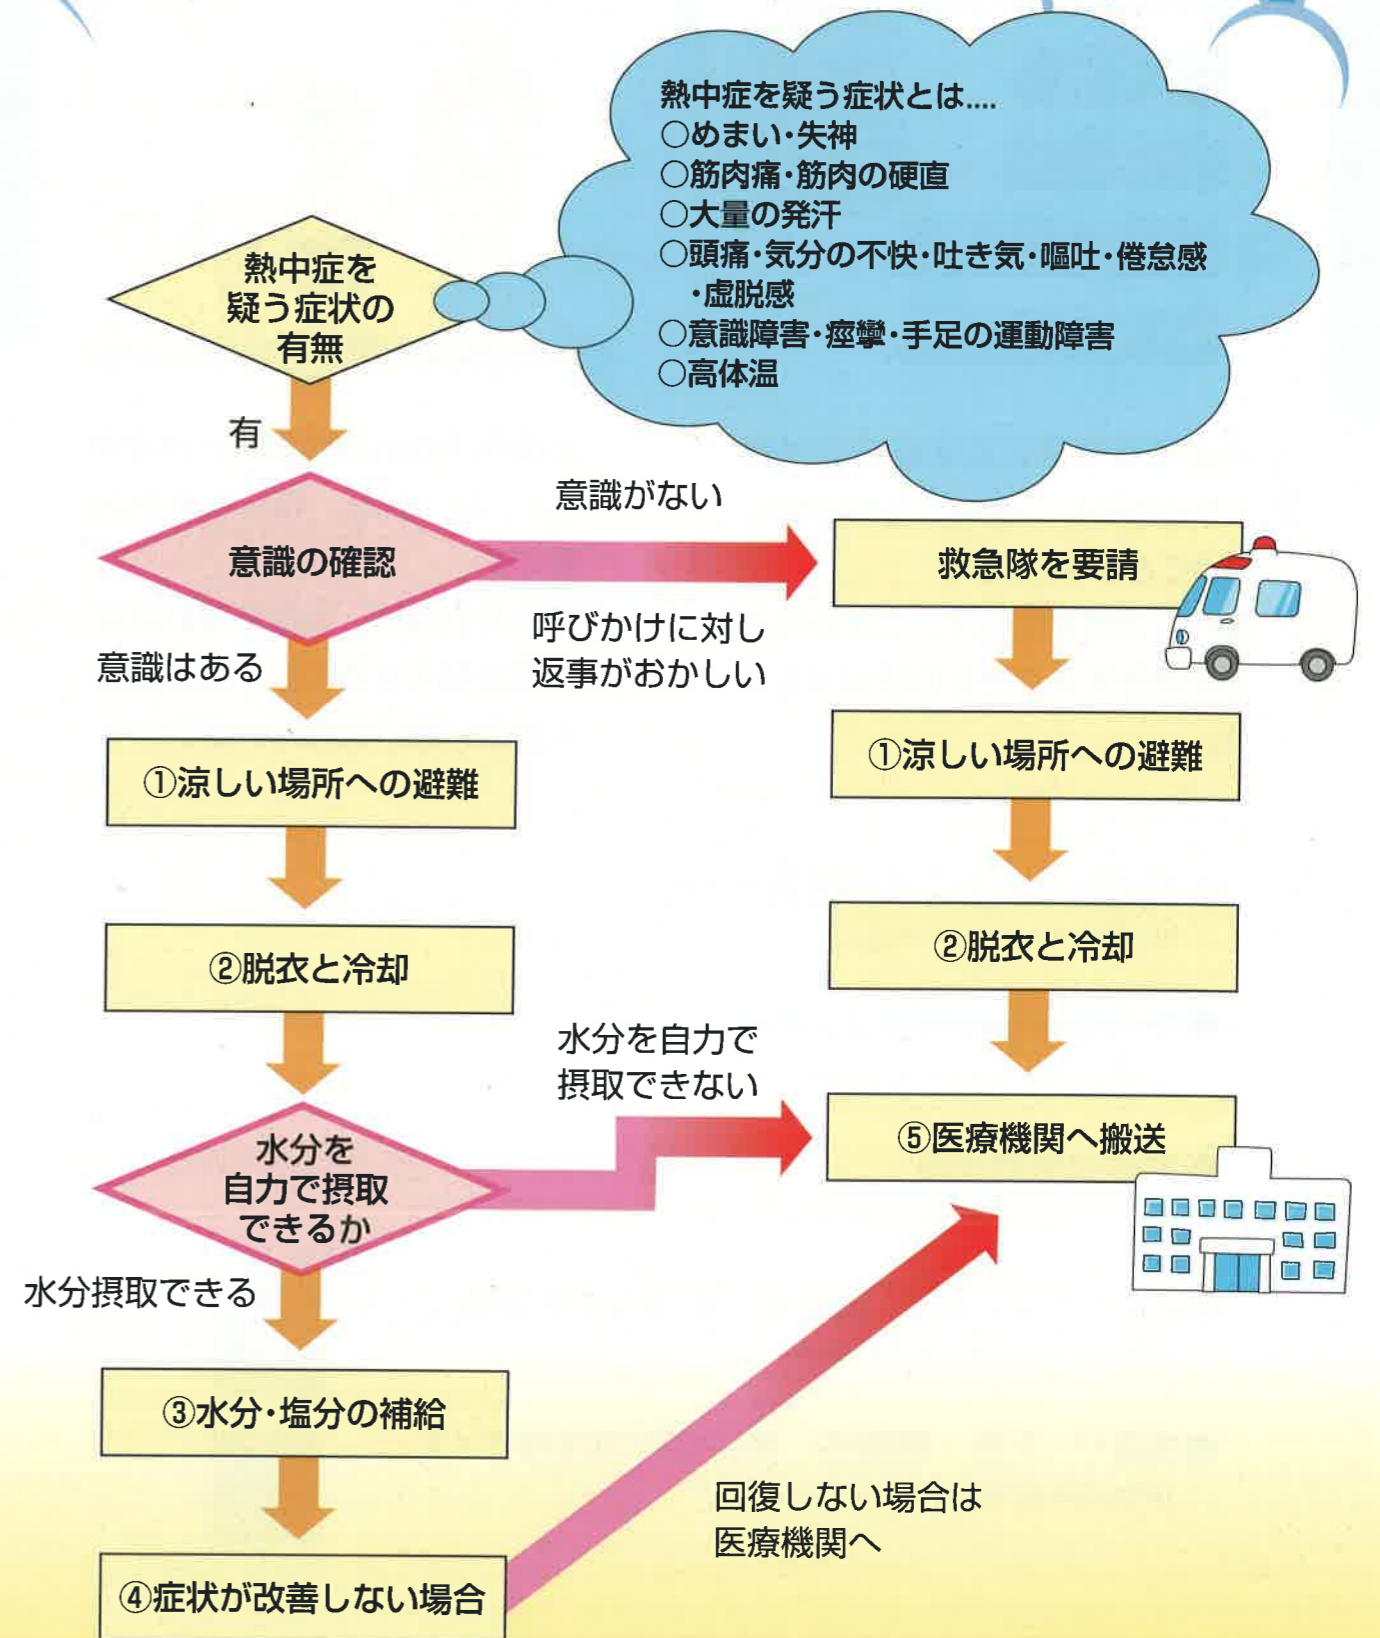 熱中症を疑う症状とは....
○めまい・失神
○筋肉痛・筋肉の硬直
○大量の発汗
○頭痛・気分の不快・吐き気・嘔吐・倦怠感
・虚脱感
○意識障害・痙攣・手足の運動障害
○高体温
熱中症を
疑う症状の
有無
有
意識の確認
意識がない
呼びかけに対し
返事がおかしい
救急隊を要請
意識はある
①涼しい場所への避難
①涼しい場所への避難
②脱衣と冷却
②脱衣と冷却
水分を自力で
摂取できない
水分を
自力で摂取
できるか
⑤医療機関へ搬送
水分摂取できる
③水分・塩分の補給
回復しない場合は
医療機関へ
④症状が改善しない場合